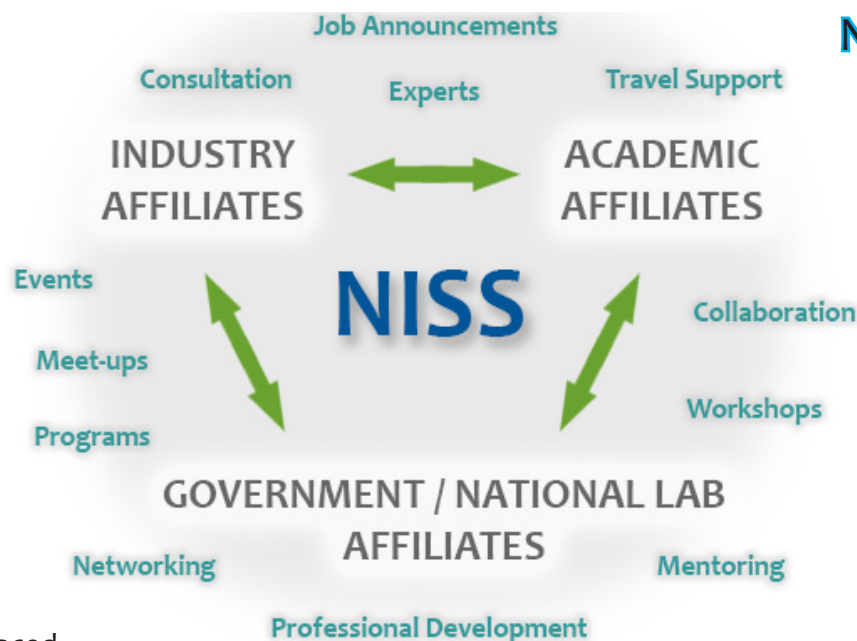 Job Announcements
Consultation
Experts
Travel Support
INDUSTRY
AFFILIATES
ACADEMIC
AFFILIATES
Events
NISS
Collaboration
Meet-ups
Workshops
Programs
GOVERNMENT / NATIONAL LAB
AFFILIATES
Networking
Mentoring
Professional Development